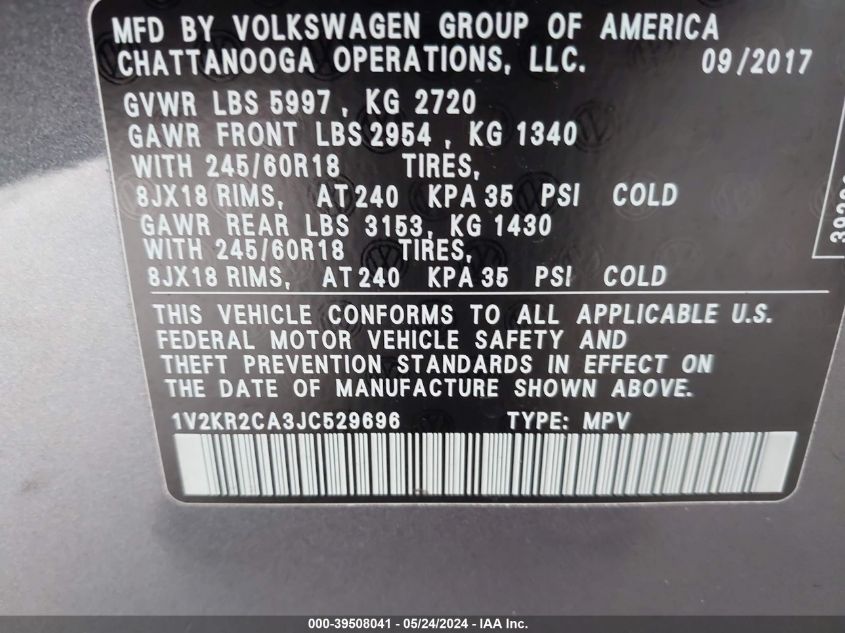 MFD BY VOLKSWAGEN GROUP OF AMERICA
CHATTANOOGA OPERATIONS, LLC. 09/2017
GVWR LBS 5997, KG 2720
GAWR FRONT LBS 2954, KG 1340
WITH 245/60R18 TIRES,
8JX18 RIMS, AT 240 KPA 35 PSI COLD
GAWR REAR LBS 3153, KG 1430
WITH 245/60R18 TIRES,
8JX18 RIMS, AT 240 KPA 35 PSI COLD
THIS VEHICLE CONFORMS TO ALL APPLICABLE U.S.
FEDERAL MOTOR VEHICLE SAFETY AND
THEFT PREVENTION STANDARDS IN EFFECT ON
THE DATE OF MANUFACTURE SHOWN ABOVE.
1V2KR2CA3JC529696 TYPE: MPV
000-39508041 - 05/24/2024 - IAA Inc.